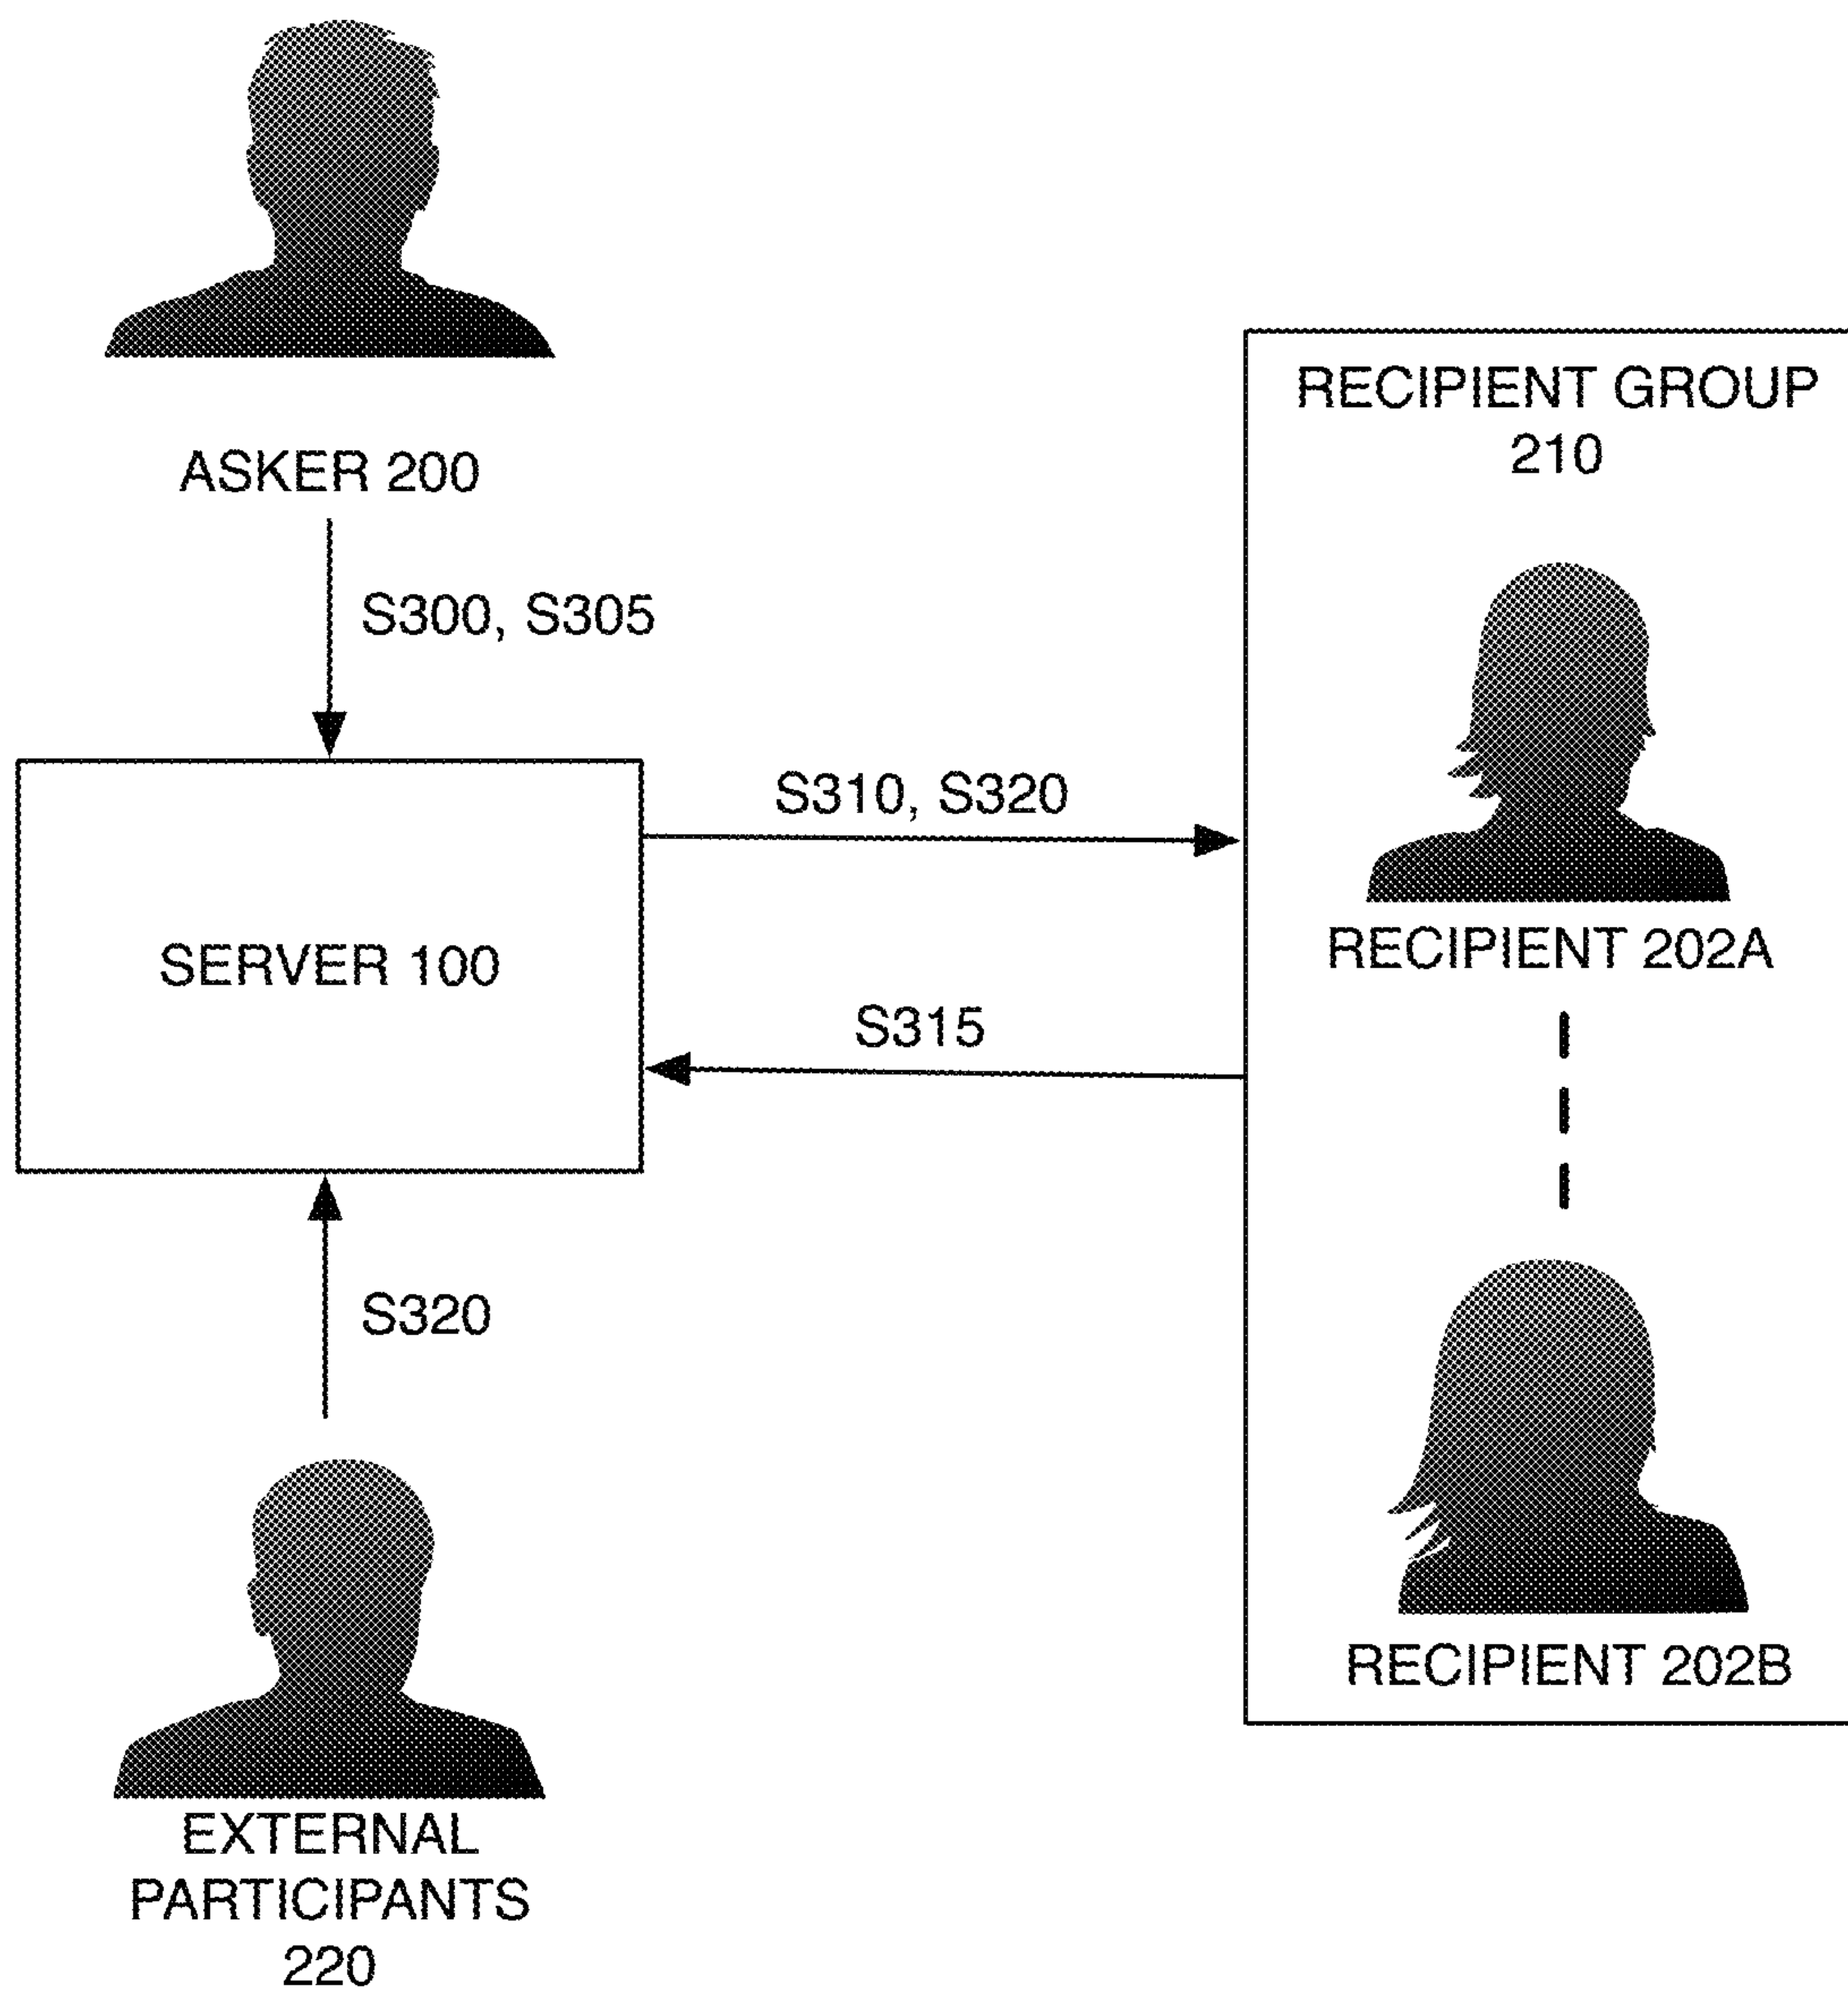 ASKER 200
S300, S305
RECIPIENT GROUP
210
S310, S320
SERVER 100
RECIPIENT 202A
S315
S320
RECIPIENT 202B
EXTERNAL
PARTICIPANTS
220